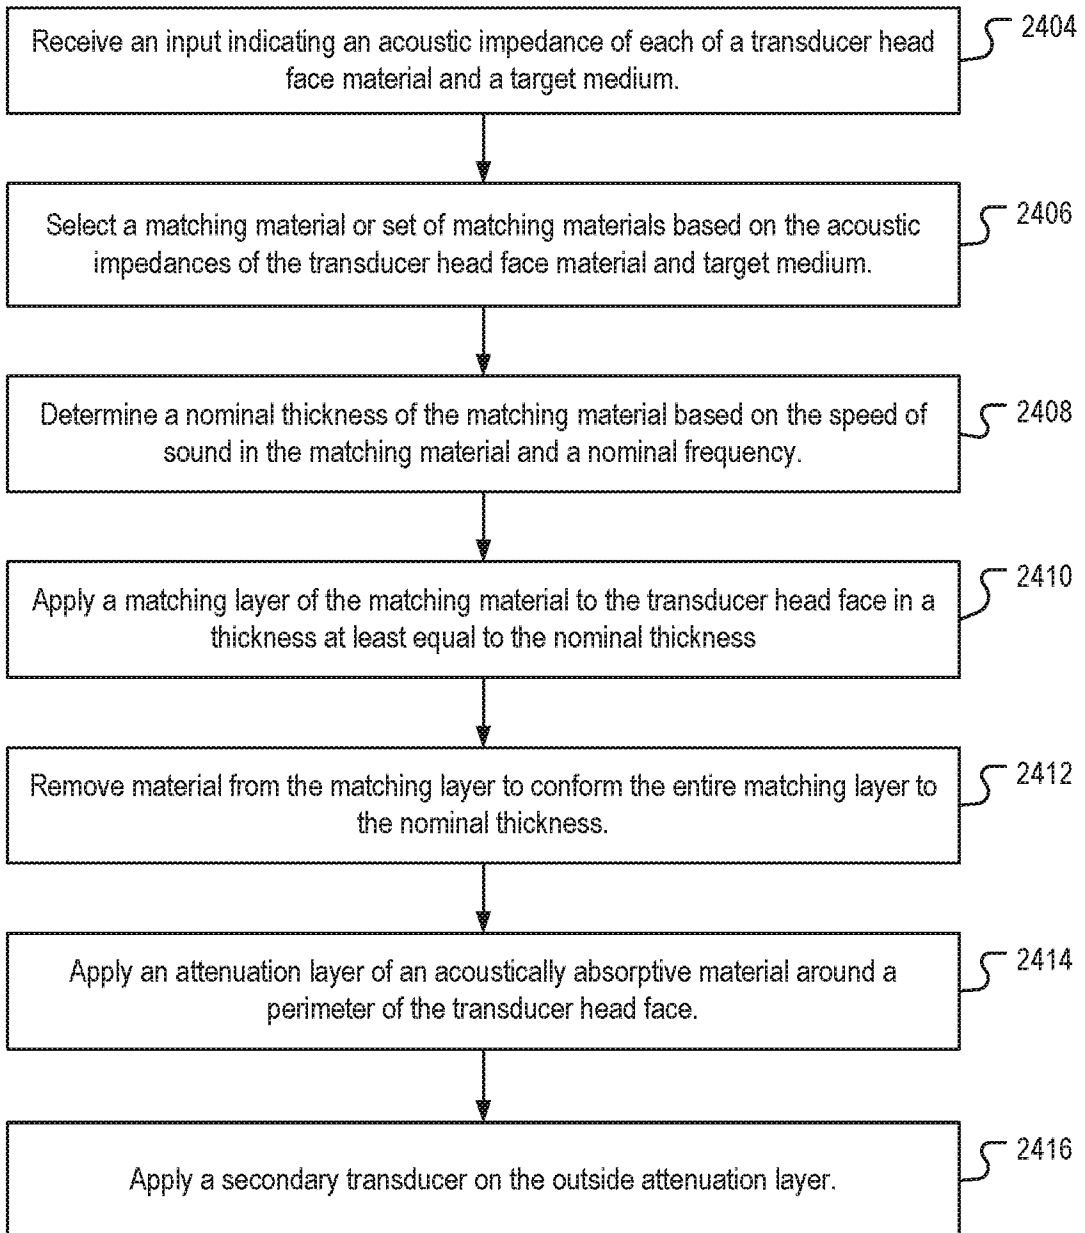 Receive an input indicating an acoustic impedance of each of a transducer head
face material and a target medium.
2404
Select a matching material or set of matching materials based on the acoustic
impedances of the transducer head face material and target medium.
2406
Determine a nominal thickness of the matching material based on the speed of
sound in the matching material and a nominal frequency.
2408
Apply a matching layer of the matching material to the transducer head face in a
thickness at least equal to the nominal thickness
2410
Remove material from the matching layer to conform the entire matching layer to
the nominal thickness.
2412
Apply an attenuation layer of an acoustically absorptive material around a
perimeter of the transducer head face.
2414
Apply a secondary transducer on the outside attenuation layer.
2416